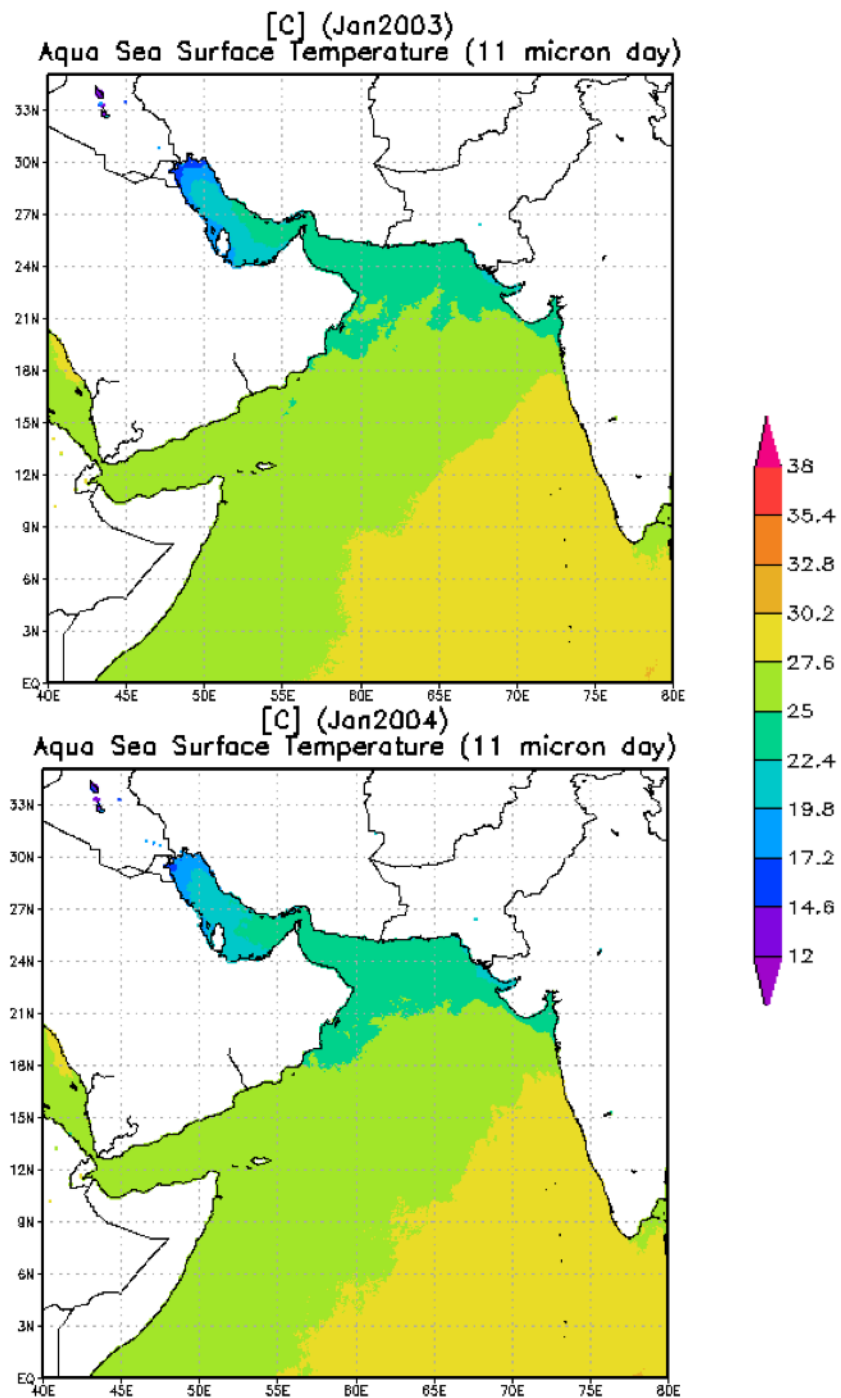 [C] (Jan2003)
Aqua Sea Surface Temperature (11 micron day)
33N
30N
27N
24N
21N
18N
15N
12N
9N
6N
3N
EQ
40E 45E 50E 55E 60E 65E 70E 75E 80E
[C] (Jan2004)
Aqua Sea Surface Temperature (11 micron day)
33N
30N
27N
24N
21N
18N
15N
12N
9N
6N
3N
EQ
40E 45E 50E 55E 60E 65E 70E 75E 80E
38
35.4
32.8
30.2
27.6
25
22.4
19.8
17.2
14.6
12